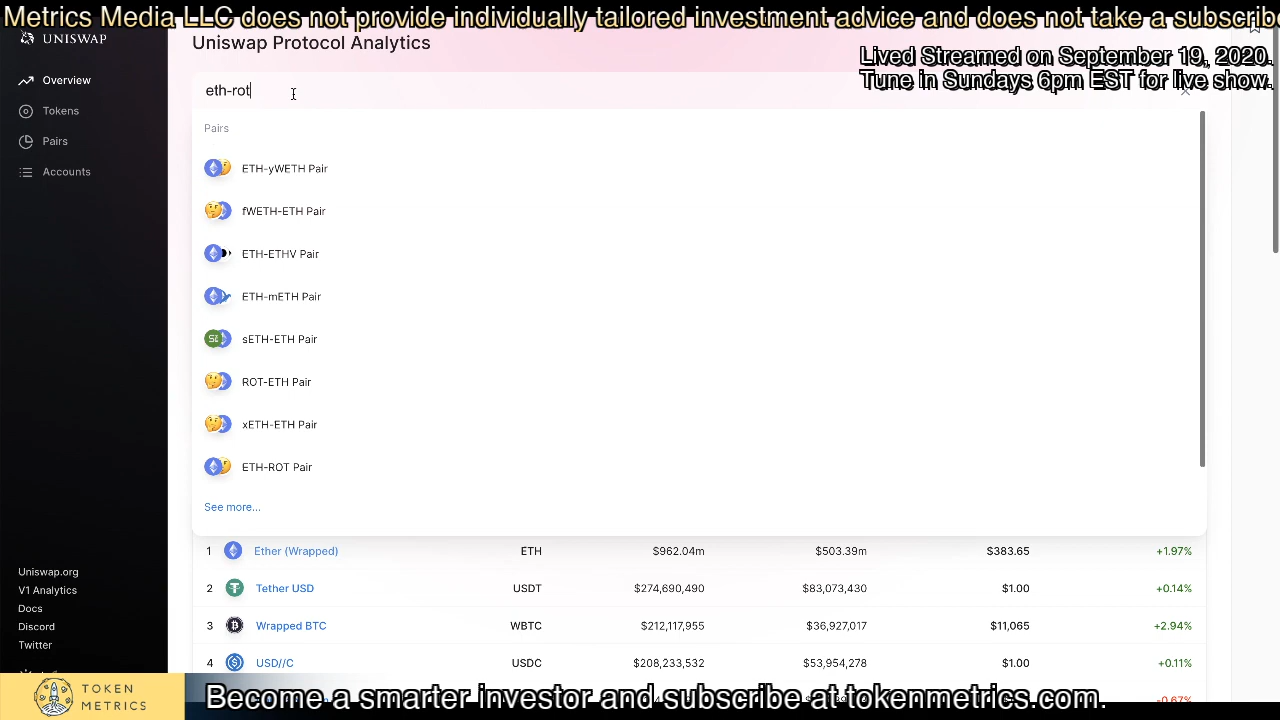 Metrics Media LLC does not provide individually tailored investment advice and does not take a subscribe
UNISWAP
Uniswap Protocol Analytics
Lived Streamed on September 19, 2020.
Tune in Sundays 6pm EST for live show.
Overview
Tokens
Pairs
Accounts
eth-rot
Pairs
ETH-yWETH Pair
fWETH-ETH Pair
ETH-ETHV Pair
ETH-mETH Pair
sETH-ETH Pair
ROT-ETH Pair
xETH-ETH Pair
ETH-ROT Pair
See more...
1 Ether (Wrapped) ETH $962.04m $503.39m $383.65 +1.97%
2 Tether USD USDT $274,690,490 $83,073,430 $1.00 +0.14%
3 Wrapped BTC WBTC $212,117,955 $36,927,017 $11,065 +2.94%
4 USD//C USDC $208,233,532 $53,954,278 $1.00 +0.11%
-0.67%
Uniswap.org
V1 Analytics
Docs
Discord
Twitter
TOKEN
METRICS
Become a smarter investor and subscribe at tokenmetrics.com.